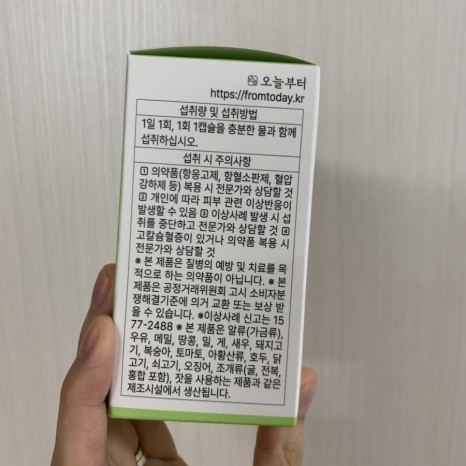 오늘부터
https://fromtoday.kr
섭취량 및 섭취방법
1일 1회, 1회 1캡슐을 충분한 물과 함께
섭취하십시오.
섭취 시 주의사항
1 의약품(항응고제, 항혈소판제, 혈압
강하제 등) 복용 시 전문가와 상담할 것
2 개인에 따라 피부 관련 이상반응이
발생할 수 있음 3 이상사례 발생 시 섭
취를 중단하고 전문가와 상담할 것 4
고칼슘혈증이 있거나 의약품 복용 시
전문가와 상담할 것
※ 본 제품은 질병의 예방 및 치료를 목
적으로 하는 의약품이 아닙니다. ※ 본
제품은 공정거래위원회 고시 소비자분
쟁해결기준에 의거 교환 또는 보상 받
을 수 있습니다. ※이상사례 신고는 15
77-2488 ※ 본 제품은 알류(가금류),
우유, 메밀, 땅콩, 밀, 게, 새우, 돼지고
기, 복숭아, 토마토, 아황산류, 호두, 닭
고기, 쇠고기, 오징어, 조개류(굴, 전복,
홍합 포함), 잣을 사용하는 제품과 같은
제조시설에서 생산됩니다.